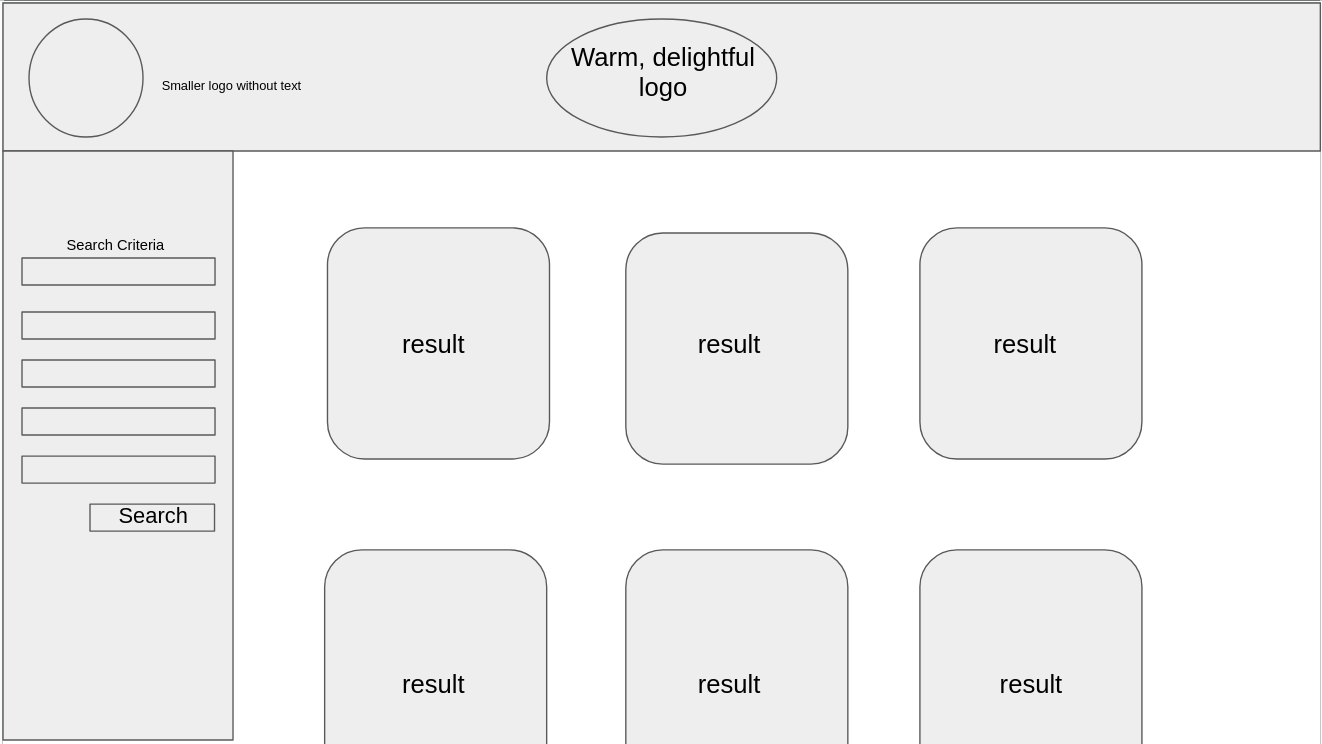 Smaller logo without text
Warm, delightful
logo
Search Criteria
Search
result
result
result
result
result
result